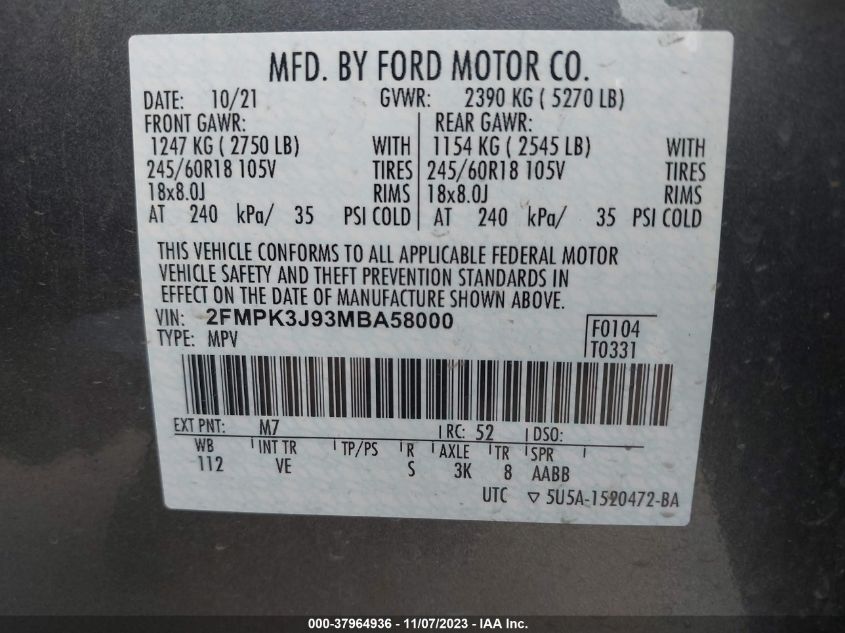 MFD. BY FORD MOTOR CO.
DATE: 10/21 GVWR: 2390 KG ( 5270 LB)
FRONT GAWR: REAR GAWR:
1247 KG ( 2750 LB) WITH 1154 KG ( 2545 LB) WITH
245/60R18 105V TIRES 245/60R18 105V TIRES
18x8.0J RIMS 18x8.0J RIMS
AT 240 kPa/ 35 PSI COLD AT 240 kPa/ 35 PSI COLD
THIS VEHICLE CONFORMS TO ALL APPLICABLE FEDERAL MOTOR
VEHICLE SAFETY AND THEFT PREVENTION STANDARDS IN
EFFECT ON THE DATE OF MANUFACTURE SHOWN ABOVE.
VIN: 2FMPK3J93MBA58000 F0104
TYPE: MPV T0331
EXT PNT: M7 RC: 52 DSO:
WB INT TR TP/PS R AXLE TR SPR
112 VE S 3K 8 AABB
UTC ▽ 5U5A-1520472-BA
000-37964936 - 11/07/2023 - IAA Inc.